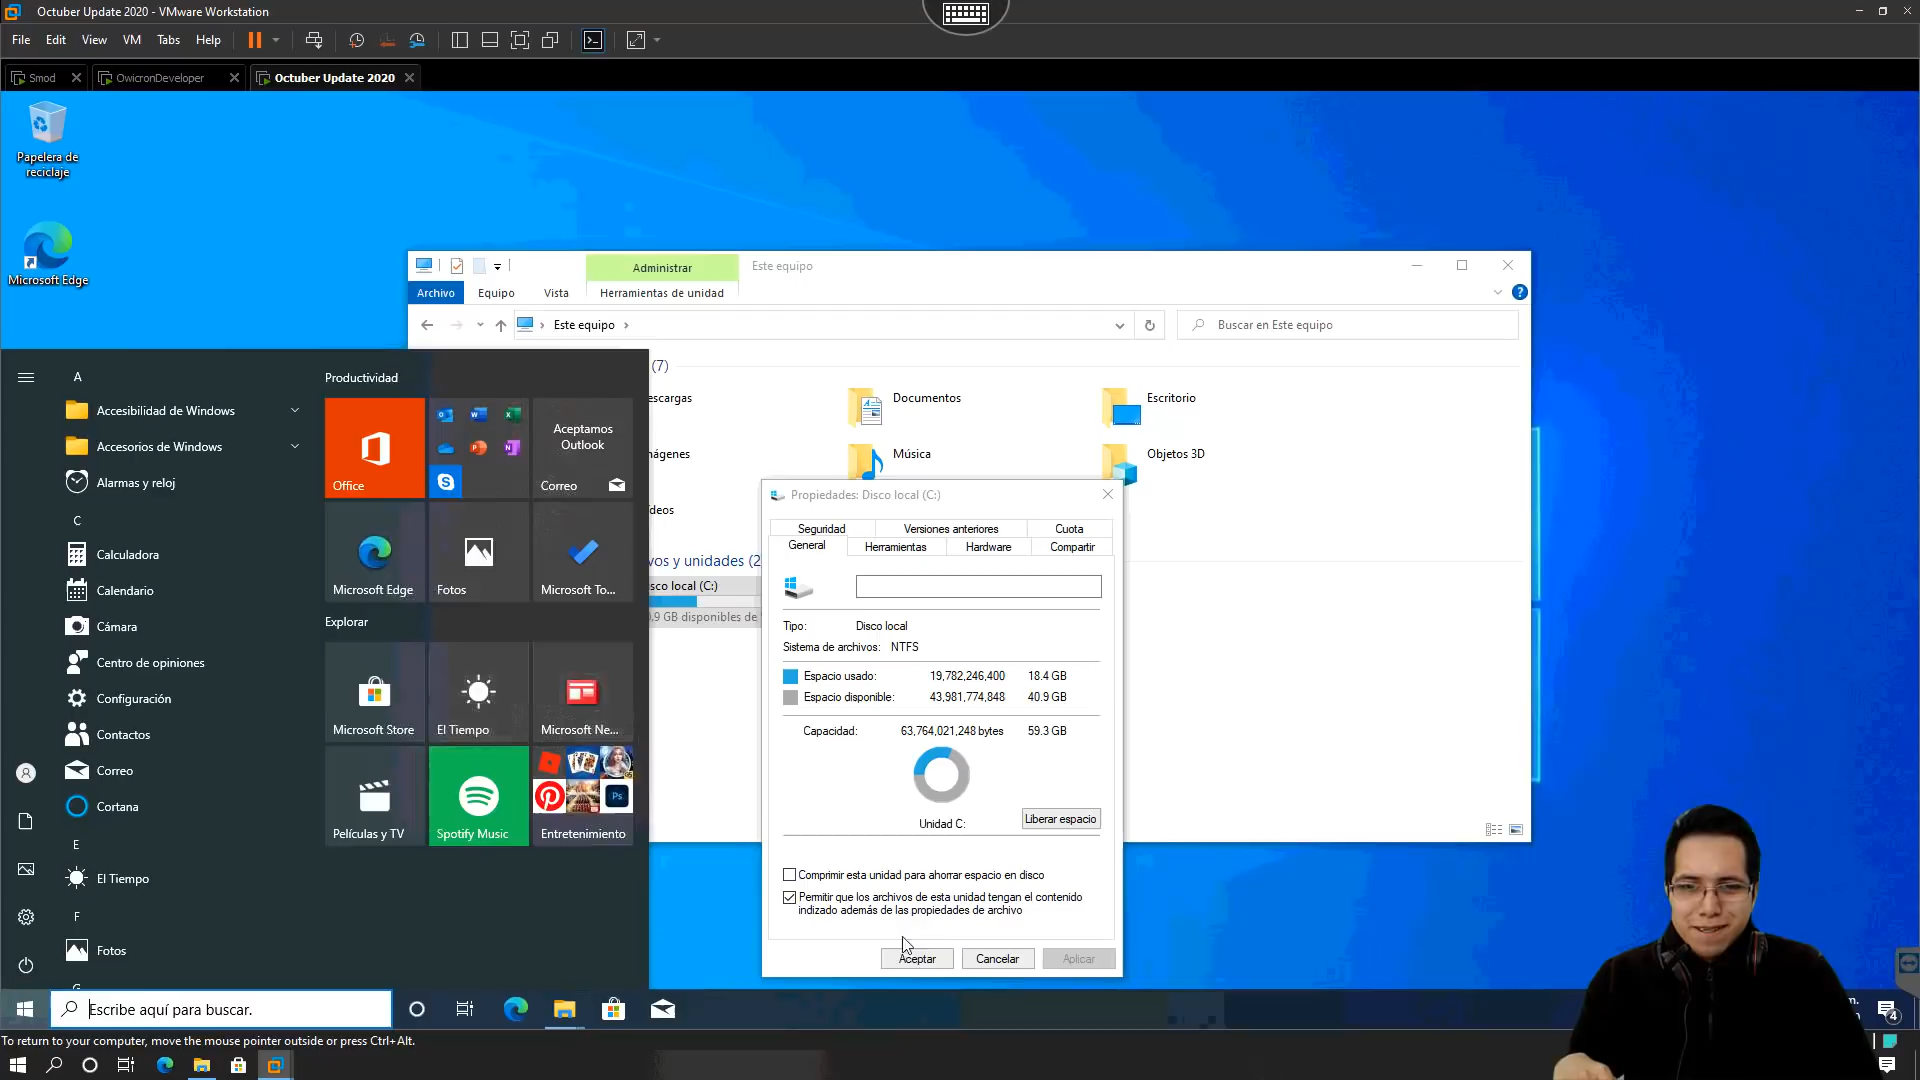 Octuber Update 2020 - VMware Workstation
File Edit View VM Tabs Help
Smod
OwicronDeveloper
Octuber Update 2020
Papelera de
reciclaje
Microsoft Edge
Administrar
Este equipo
Archivo
Equipo
Vista
Herramientas de unidad
Este equipo
Buscar en Este equipo
(7)
escargas
Documentos
Escritorio
mágenes
Música
Objetos 3D
ídeos
vos y unidades (2
sco local (C:)
,9 GB disponibles de
A
Accesibilidad de Windows
Accesorios de Windows
Alarmas y reloj
C
Calculadora
Calendario
Cámara
Centro de opiniones
Configuración
Contactos
Correo
Cortana
E
El Tiempo
F
Fotos
Productividad
Office
Aceptamos
Outlook
Correo
Microsoft Edge
Fotos
Microsoft To...
Explorar
Microsoft Store
El Tiempo
Microsoft Ne...
Películas y TV
Spotify Music
Ps
Entretenimiento
Propiedades: Disco local (C:)
Seguridad
Versiones anteriores
Cuota
General
Herramientas
Hardware
Compartir
Tipo: Disco local
Sistema de archivos: NTFS
Espacio usado: 19,782,246,400 18.4 GB
Espacio disponible: 43,981,774,848 40.9 GB
Capacidad: 63,764,021,248 bytes 59.3 GB
Unidad C:
Liberar espacio
Comprimir esta unidad para ahorrar espacio en disco
Permitir que los archivos de esta unidad tengan el contenido
indizado además de las propiedades de archivo
Aceptar
Cancelar
Aplicar
Escribe aquí para buscar.
4
To return to your computer, move the mouse pointer outside or press Ctrl+Alt.